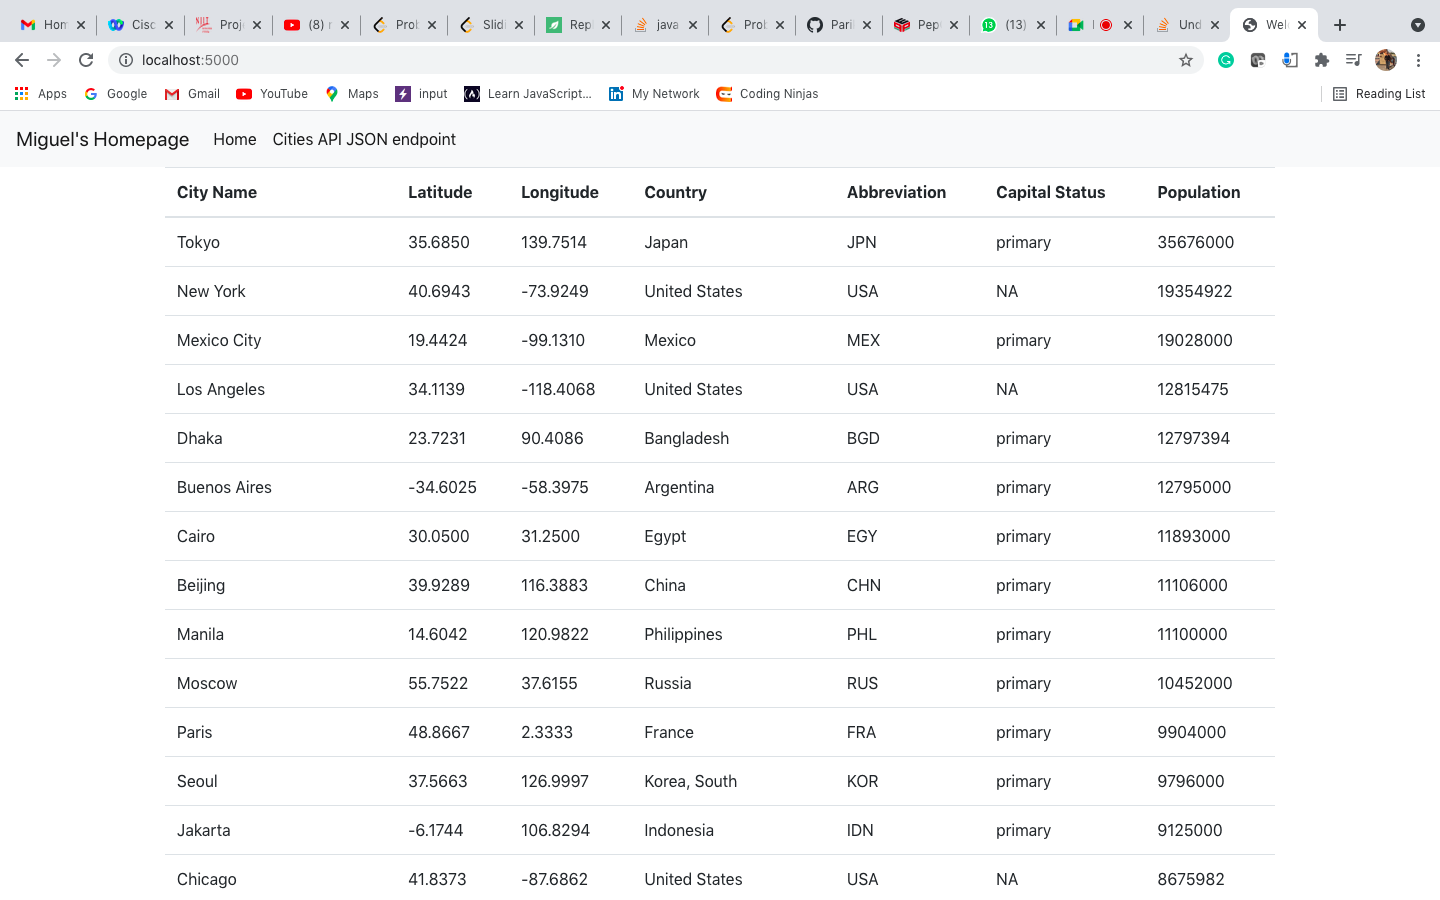 Hom Cisc Proje (8) n Prob Slidi Repl java Prob Paril Pepc (13) Und Wel
localhost:5000
Apps Google Gmail YouTube Maps input Learn JavaScript... My Network Coding Ninjas Reading List
Miguel's Homepage Home Cities API JSON endpoint
City Name Latitude Longitude Country Abbreviation Capital Status Population
Tokyo 35.6850 139.7514 Japan JPN primary 35676000
New York 40.6943 -73.9249 United States USA NA 19354922
Mexico City 19.4424 -99.1310 Mexico MEX primary 19028000
Los Angeles 34.1139 -118.4068 United States USA NA 12815475
Dhaka 23.7231 90.4086 Bangladesh BGD primary 12797394
Buenos Aires -34.6025 -58.3975 Argentina ARG primary 12795000
Cairo 30.0500 31.2500 Egypt EGY primary 11893000
Beijing 39.9289 116.3883 China CHN primary 11106000
Manila 14.6042 120.9822 Philippines PHL primary 11100000
Moscow 55.7522 37.6155 Russia RUS primary 10452000
Paris 48.8667 2.3333 France FRA primary 9904000
Seoul 37.5663 126.9997 Korea, South KOR primary 9796000
Jakarta -6.1744 106.8294 Indonesia IDN primary 9125000
Chicago 41.8373 -87.6862 United States USA NA 8675982